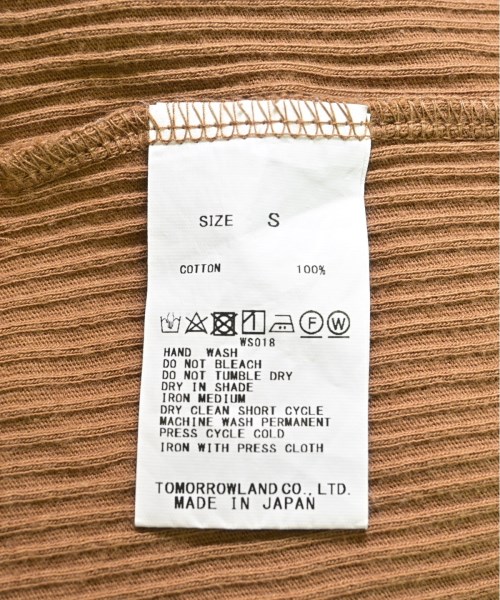 SIZE S
COTTON 100%
F W
WS018
HAND WASH
DO NOT BLEACH
DO NOT TUMBLE DRY
DRY IN SHADE
IRON MEDIUM
DRY CLEAN SHORT CYCLE
MACHINE WASH PERMANENT
PRESS CYCLE COLD
IRON WITH PRESS CLOTH
TOMORROWLAND CO., LTD.
MADE IN JAPAN